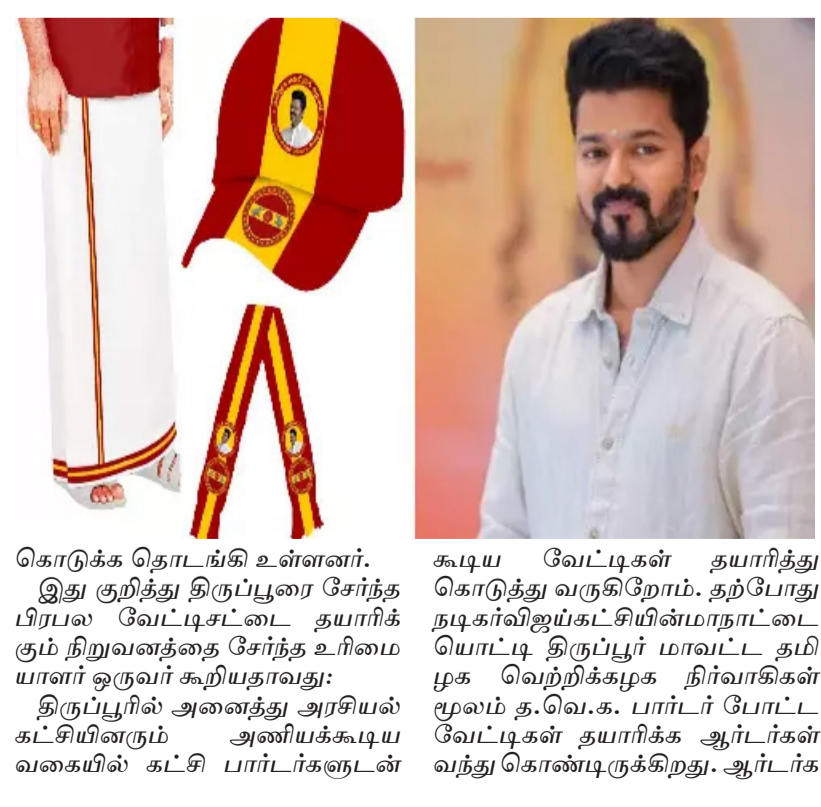 கொடுக்க தொடங்கி உள்ளனர்.
இது குறித்து திருப்பூரை சேர்ந்த
பிரபல வேட்டிசட்டை தயாரிக்
கும் நிறுவனத்தை சேர்ந்த உரிமை
யாளர் ஒருவர் கூறியதாவது:
திருப்பூரில் அனைத்து அரசியல்
கட்சியினரும் அணியக்கூடிய
வகையில் கட்சி பார்டர்களுடன்
கூடிய வேட்டிகள் தயாரித்து
கொடுத்து வருகிறோம். தற்போது
நடிகர்விஜய்கட்சியின்மாநாட்டை
யொட்டி திருப்பூர் மாவட்ட தமி
ழக வெற்றிக்கழக நிர்வாகிகள்
மூலம் த.வெ.க. பார்டர் போட்ட
வேட்டிகள் தயாரிக்க ஆர்டர்கள்
வந்து கொண்டிருக்கிறது. ஆர்டர்க